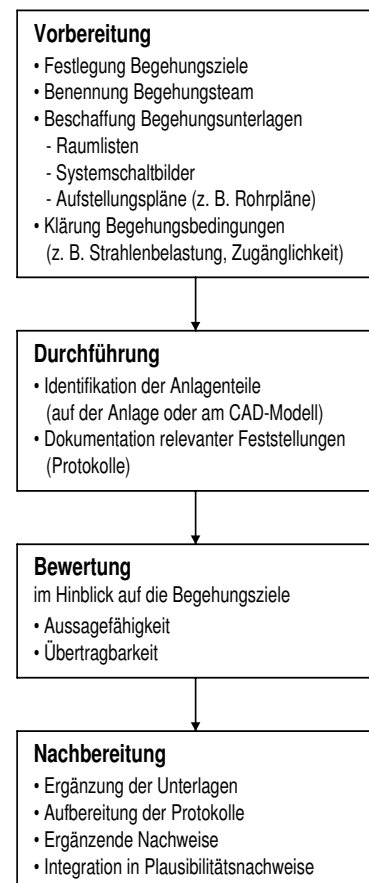 Vorbereitung
• Festlegung Begehungsziele
• Benennung Begehungsteam
• Beschaffung Begehungsunterlagen
- Raumlisten
- Systemschaltbilder
- Aufstellungspläne (z. B. Rohrpläne)
• Klärung Begehungsbedingungen
(z. B. Strahlenbelastung, Zugänglichkeit)
Durchführung
• Identifikation der Anlagenteile
(auf der Anlage oder am CAD-Modell)
• Dokumentation relevanter Feststellungen
(Protokolle)
Bewertung
im Hinblick auf die Begehungsziele
• Aussagefähigkeit
• Übertragbarkeit
Nachbereitung
• Ergänzung der Unterlagen
• Aufbereitung der Protokolle
• Ergänzende Nachweise
• Integration in Plausibilitätsnachweise